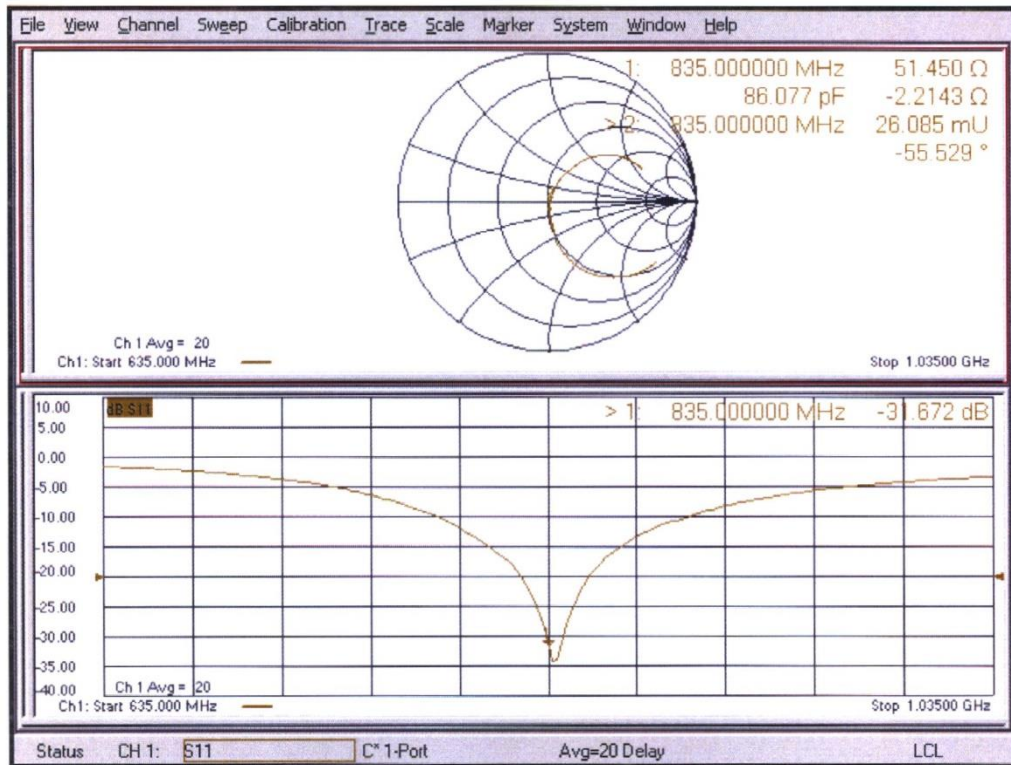 File View Channel Sweep Calibration Trace Scale Marker System Window Help
1: 835.000000 MHz 51.450 Ω
86.077 pF -2.2143 Ω
> 2: 835.000000 MHz 26.085 mU
-55.529 °
Ch 1 Avg = 20
Ch1: Start 635.000 MHz Stop 1.03500 GHz
10.00 dB S11 > 1: 835.000000 MHz -31.672 dB
5.00
0.00
-5.00
-10.00
-15.00
-20.00
-25.00
-30.00
-35.00
-40.00
Ch 1 Avg = 20
Ch1: Start 635.000 MHz Stop 1.03500 GHz
Status CH 1: S11 C* 1-Port Avg=20 Delay LCL